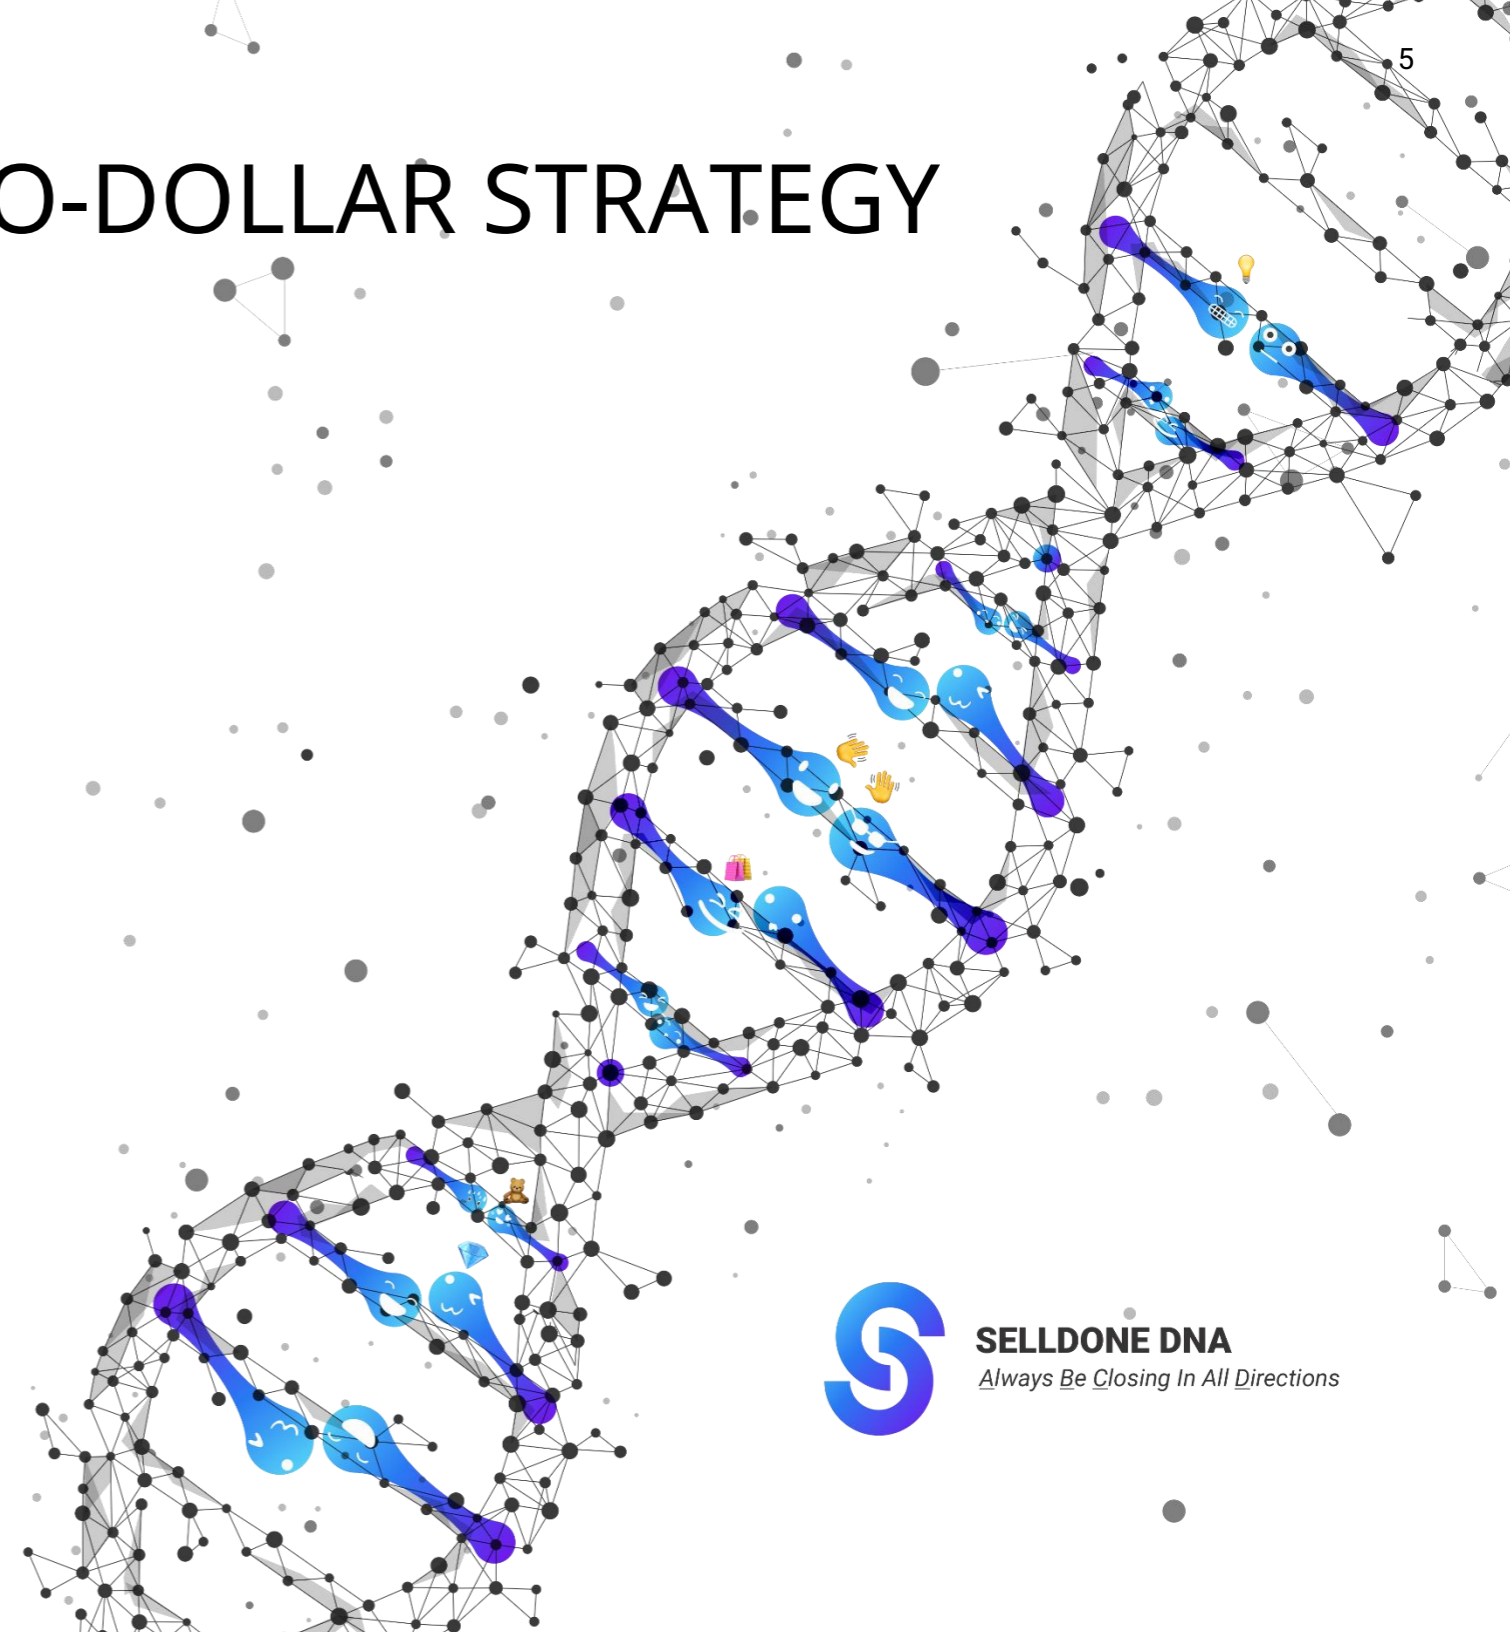 5
O-DOLLAR STRATEGY
SELLDONE DNA
Always Be Closing In All Directions